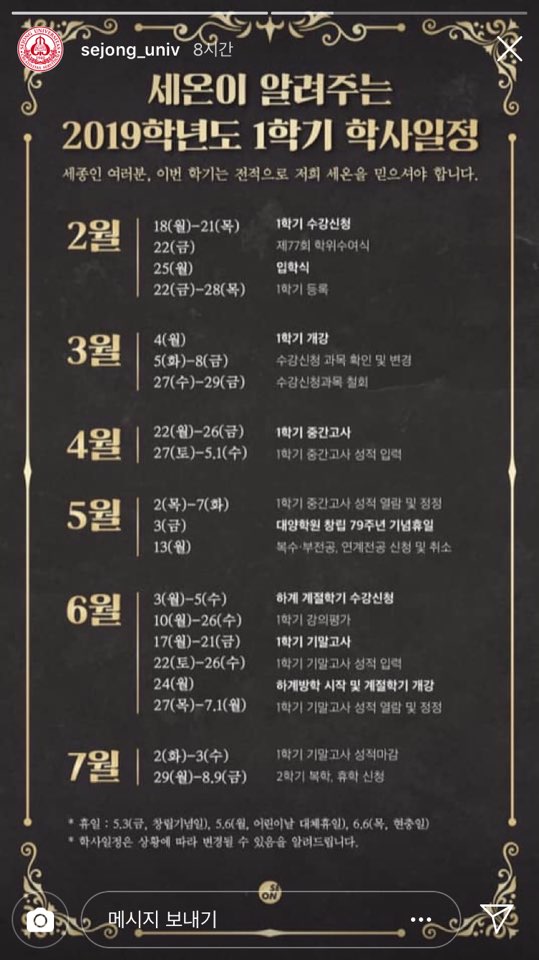 sejong_univ 8시간
세온이 알려주는
2019학년도 1학기 학사일정
세종인 여러분, 이번 학기는 전적으로 저희 세온을 믿으셔야 합니다.
2월
18(월)-21(목) 1학기 수강신청
22(금) 제77회 학위수여식
25(월) 입학식
22(금)-28(목) 1학기 등록
3월
4(월) 1학기 개강
5(화)-8(금) 수강신청 과목 확인 및 변경
27(수)-29(금) 수강신청과목 철회
4월
22(월)-26(금) 1학기 중간고사
27(토)-5.1(수) 1학기 중간고사 성적 입력
5월
2(목)-7(화) 1학기 중간고사 성적 열람 및 정정
3(금) 대양학원 창립 79주년 기념휴일
13(월) 복수·부전공, 연계전공 신청 및 취소
6월
3(월)-5(수) 하계 계절학기 수강신청
10(월)-26(수) 1학기 강의평가
17(월)-21(금) 1학기 기말고사
22(토)-26(수) 1학기 기말고사 성적 입력
24(월) 하계방학 시작 및 계절학기 개강
27(목)-7.1(월) 1학기 기말고사 성적 열람 및 정정
7월
2(화)-3(수) 1학기 기말고사 성적마감
29(월)-8.9(금) 2학기 복학, 휴학 신청
* 휴일 : 5.3(금, 창립기념일), 5.6(월, 어린이날 대체휴일), 6.6(목, 현충일)
* 학사일정은 상황에 따라 변경될 수 있음을 알려드립니다.
SE
ON
메시지 보내기